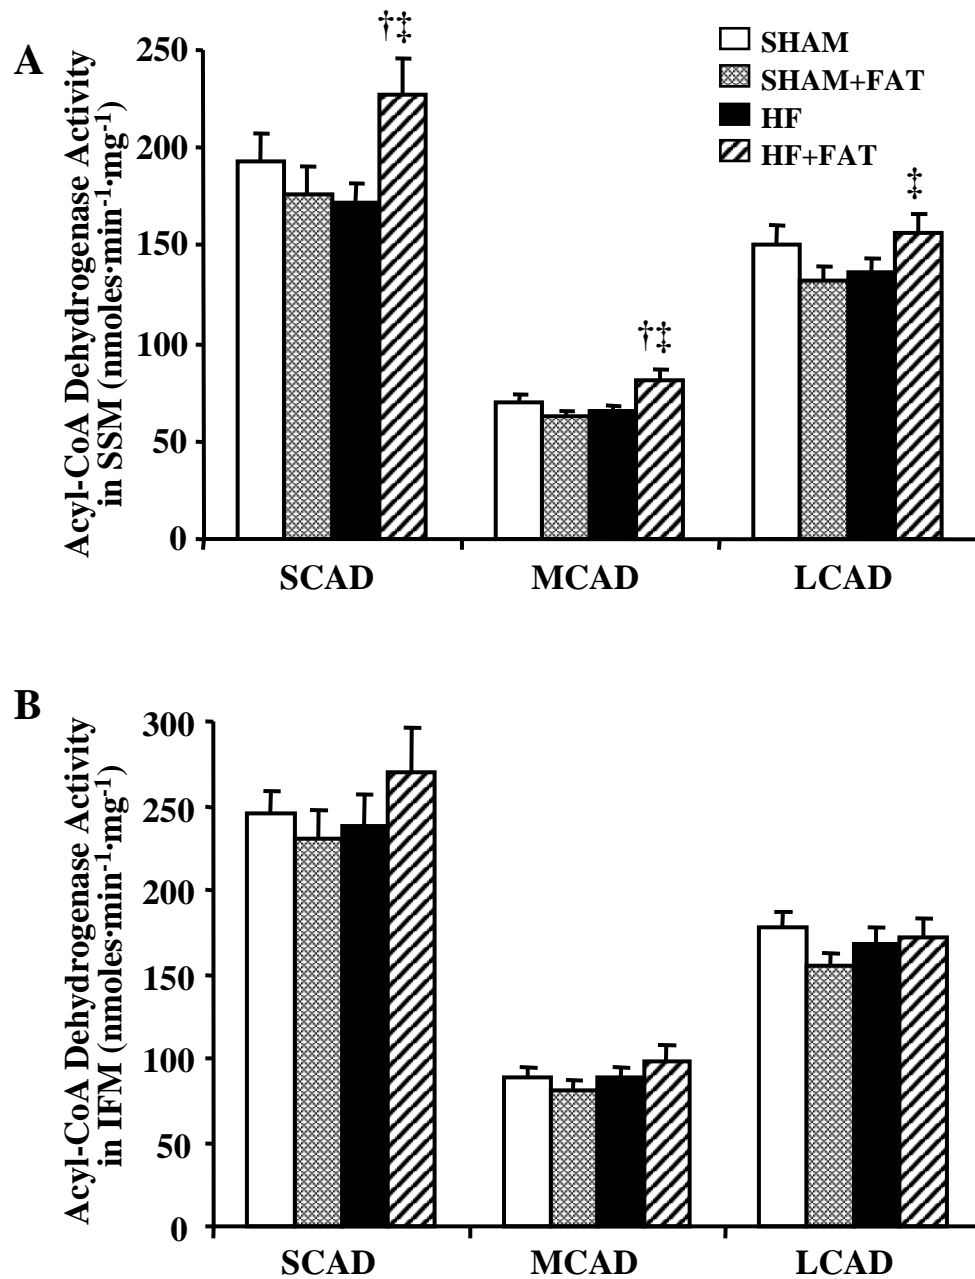 A
Acyl-CoA Dehydrogenase Activity
in SSM (nmoles·min-1·mg-1)
250
200
150
100
50
0
†‡
†‡
‡
SHAM
SHAM+FAT
HF
HF+FAT
SCAD MCAD LCAD
B
Acyl-CoA Dehydrogenase Activity
in IFM (nmoles·min-1·mg-1)
300
250
200
150
100
50
0
SCAD MCAD LCAD